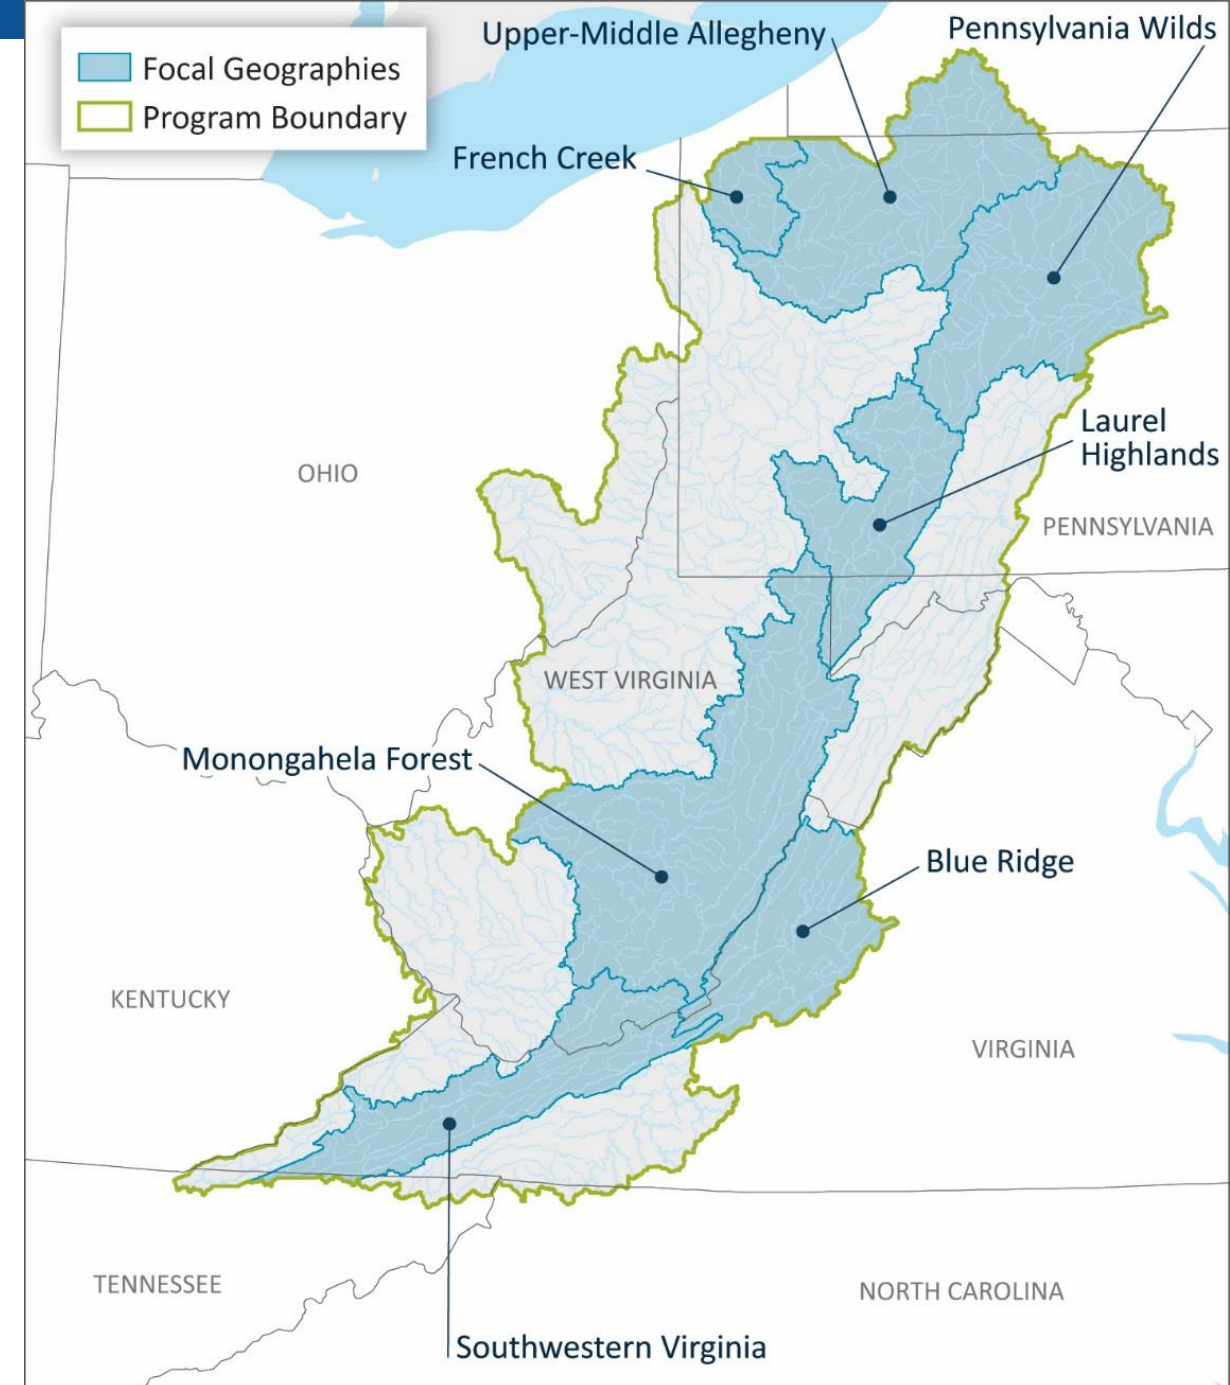 Upper-Middle Allegheny
Pennsylvania Wilds
Focal Geographies
Program Boundary
French Creek
Laurel
Highlands
OHIO
PENNSYLVANIA
WEST VIRGINIA
Monongahela Forest
Blue Ridge
KENTUCKY
VIRGINIA
TENNESSEE
NORTH CAROLINA
Southwestern Virginia